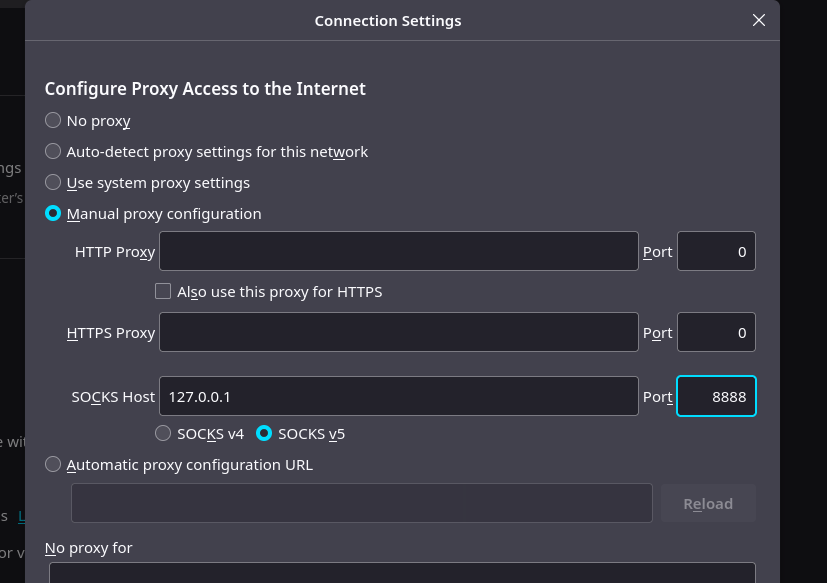 Connection Settings
Configure Proxy Access to the Internet
No proxy
Auto-detect proxy settings for this network
ngs
Use system proxy settings
ter's
Manual proxy configuration
HTTP Proxy Port 0
Also use this proxy for HTTPS
HTTPS Proxy Port 0
SOCKS Host 127.0.0.1 Port 8888
SOCKS v4 SOCKS v5
e wit
Automatic proxy configuration URL
Reload
s L
No proxy for
or v